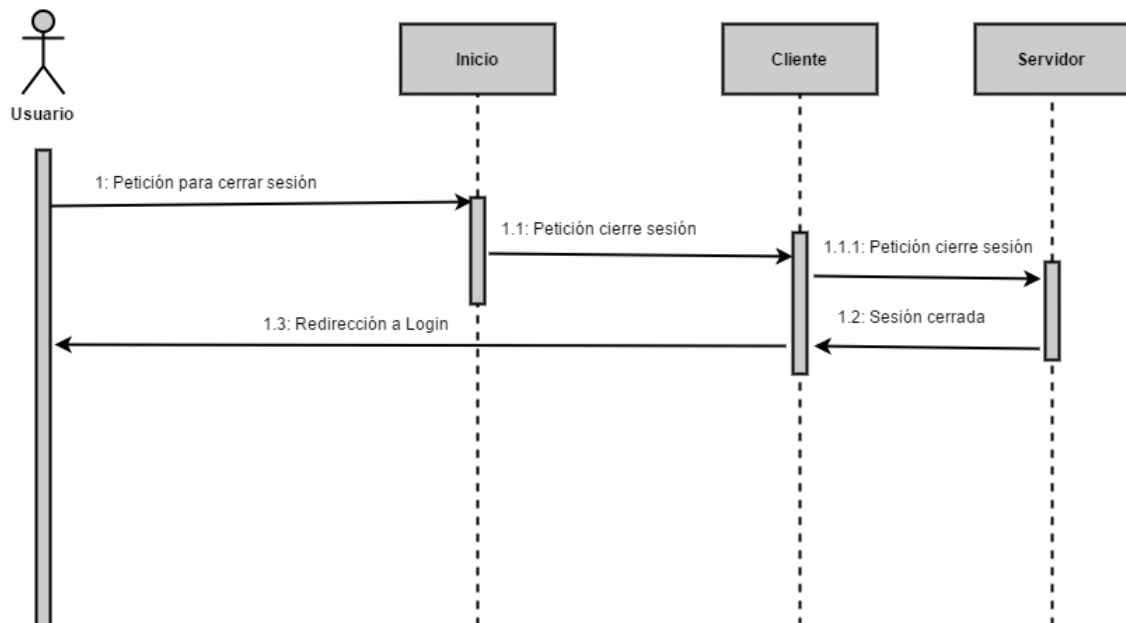 Inicio
Cliente
Servidor
Usuario
1: Petición para cerrar sesión
1.1: Petición cierre sesión
1.1.1: Petición cierre sesión
1.2: Sesión cerrada
1.3: Redirección a Login